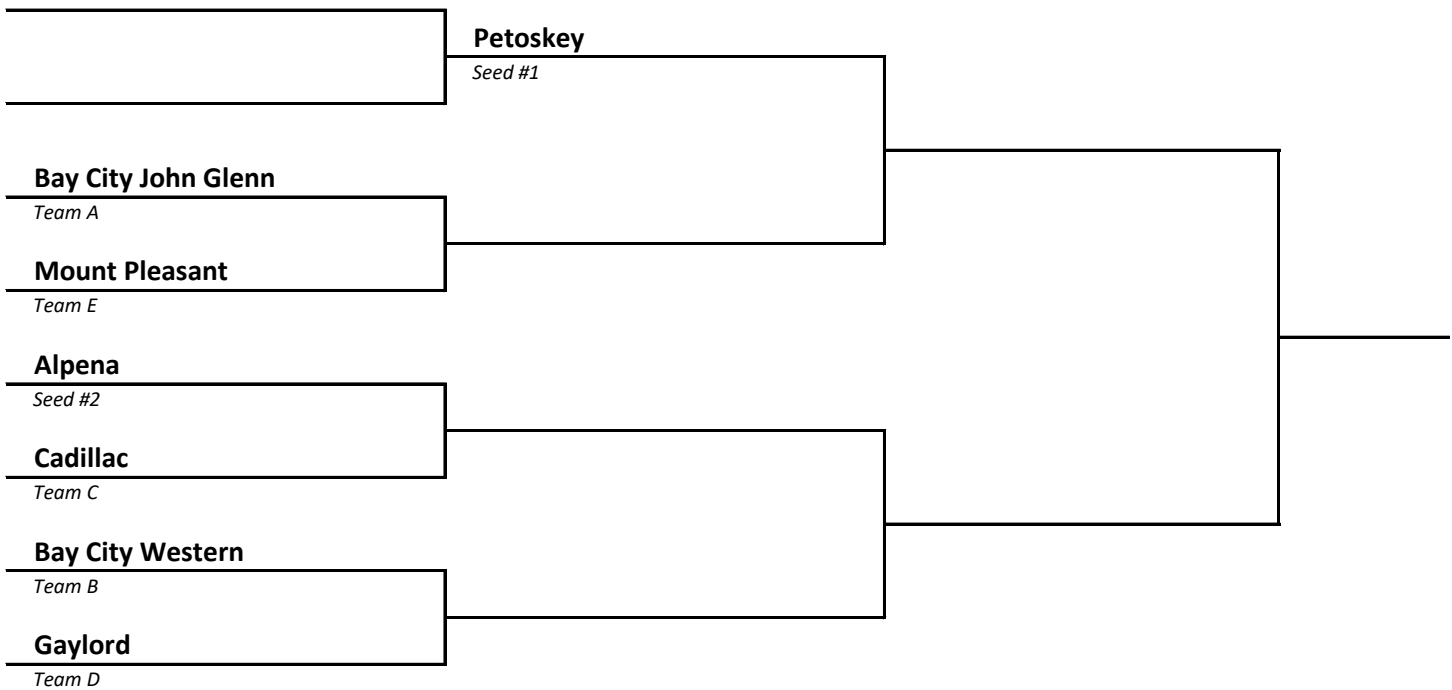 Petoskey
Seed #1
Bay City John Glenn
Team A
Mount Pleasant
Team E
Alpena
Seed #2
Cadillac
Team C
Bay City Western
Team B
Gaylord
Team D